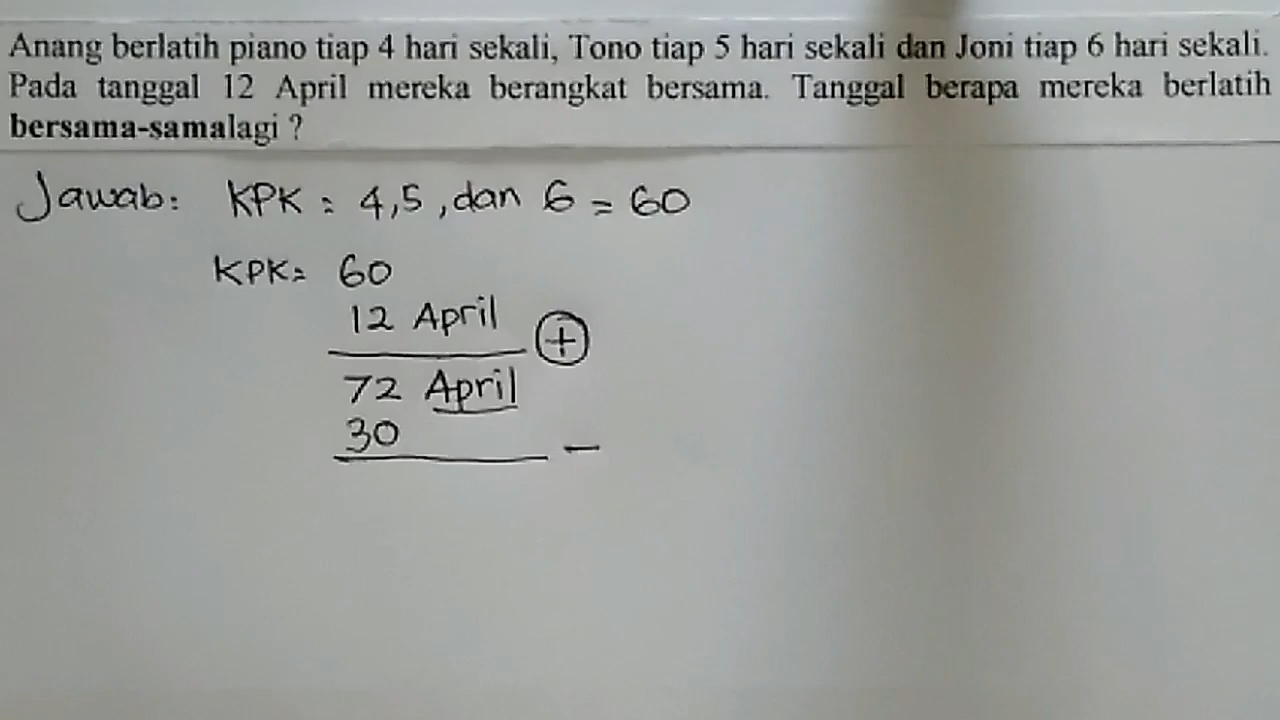 Anang berlatih piano tiap 4 hari sekali, Tono tiap 5 hari sekali dan Joni tiap 6 hari sekali.
Pada tanggal 12 April mereka berangkat bersama. Tanggal berapa mereka berlatih
bersama-samalagi ?
Jawab: KPK : 4,5, dan 6 = 60
KPK= 60
12 April
+
72 April
30
−